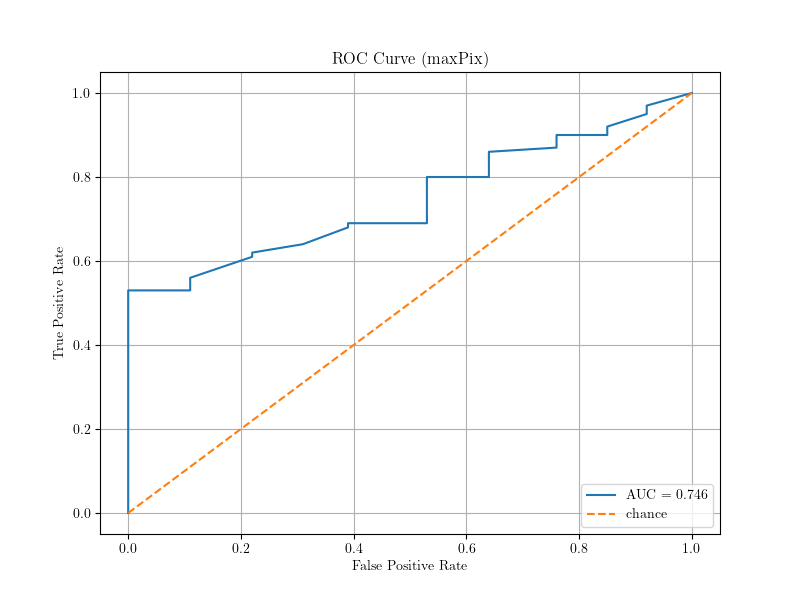 ROC Curve (maxPix)
True Positive Rate
1.0
0.8
0.6
0.4
0.2
0.0
AUC = 0.746
chance
0.0 0.2 0.4 0.6 0.8 1.0
False Positive Rate